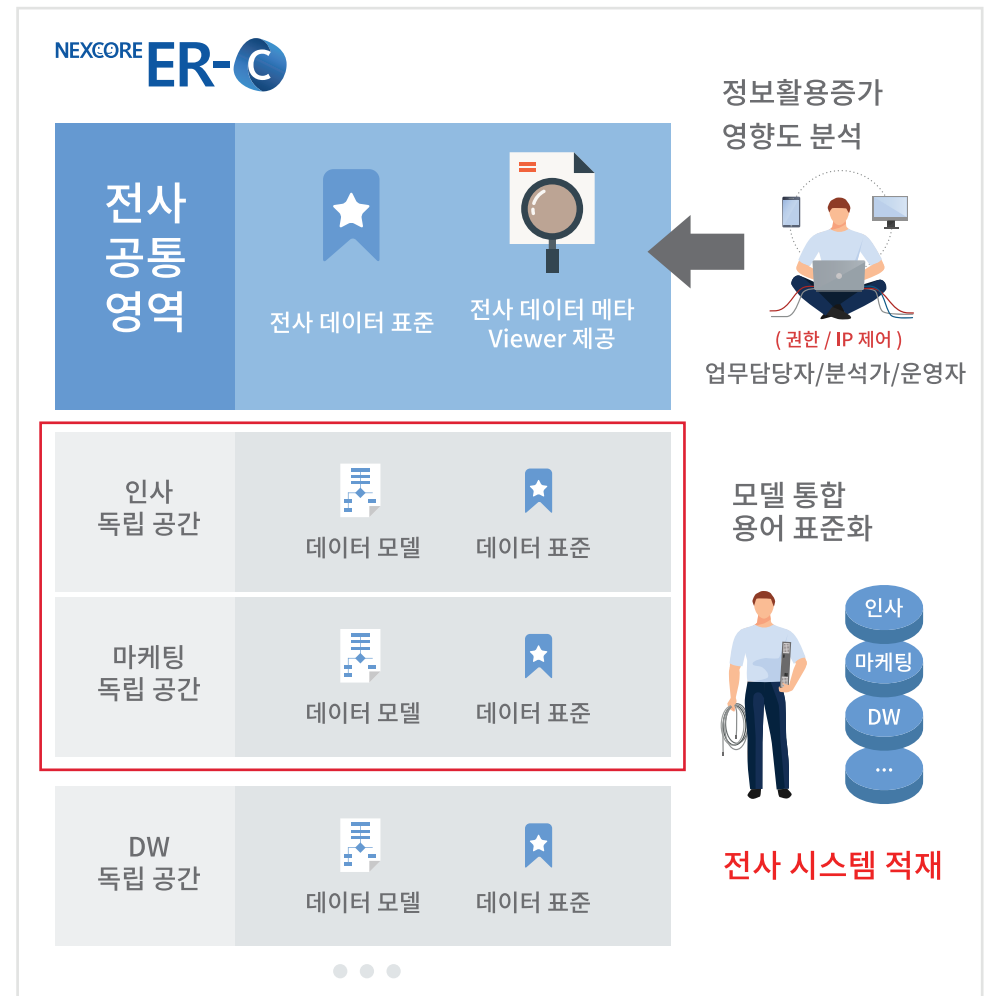 NEXCORE ER-C
정보활용증가
영향도 분석
전사
공통
영역
전사 데이터 표준
전사 데이터 메타
Viewer 제공
( 권한 / IP 제어 )
업무담당자/분석가/운영자
인사
독립 공간
데이터 모델
데이터 표준
모델 통합
용어 표준화
마케팅
독립 공간
데이터 모델
데이터 표준
인사
마케팅
DW
...
DW
독립 공간
데이터 모델
데이터 표준
전사 시스템 적재